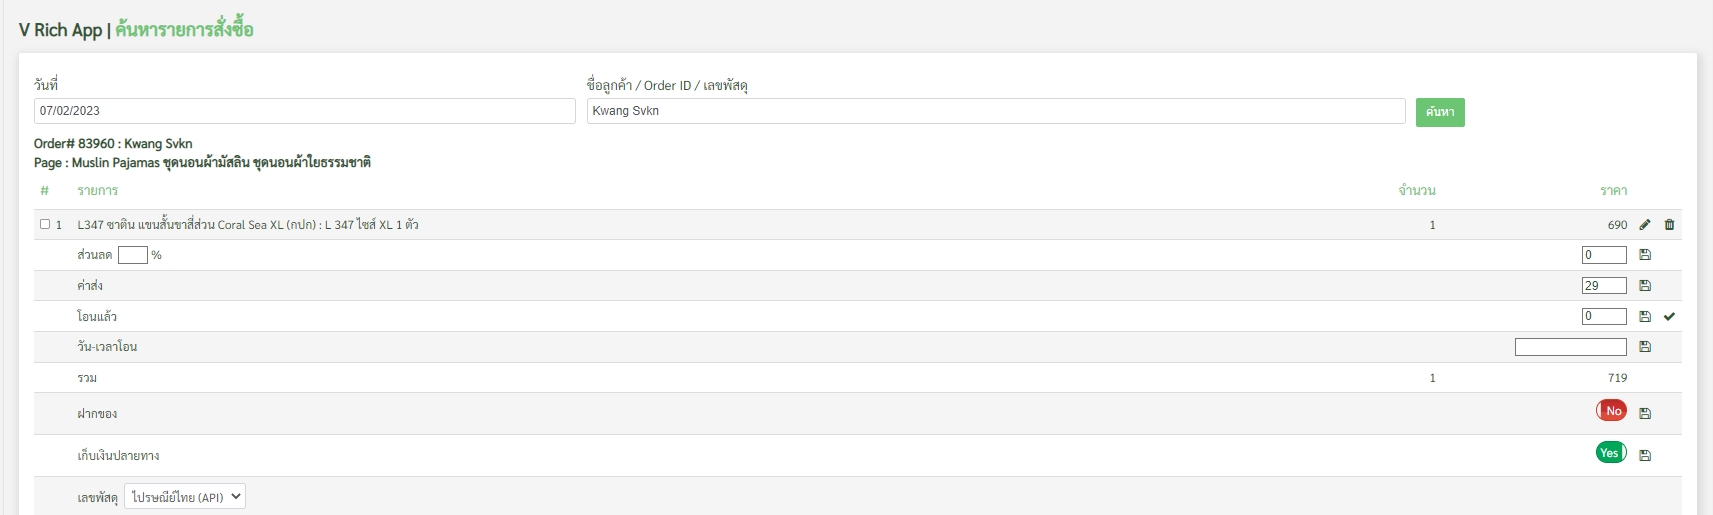 V Rich App | ค้นหารายการสั่งซื้อ
วันที่ ชื่อลูกค้า / Order ID / เลขพัสดุ
07/02/2023 Kwang Svkn ค้นหา
Order# 83960 : Kwang Svkn
Page : Muslin Pajamas ชุดนอนผ้ามัสลิน ชุดนอนผ้าใยธรรมชาติ
# รายการ จำนวน ราคา
1 L347 ซาติน แขนสั้นขาสี่ส่วน Coral Sea XL (กปก) : L 347 ไซส์ XL 1 ตัว 1 690
ส่วนลด % 0
ค่าส่ง 29
โอนแล้ว 0
วัน-เวลาโอน
รวม 1 719
ฝากของ No
เก็บเงินปลายทาง Yes
เลขพัสดุ ไปรษณีย์ไทย (API)